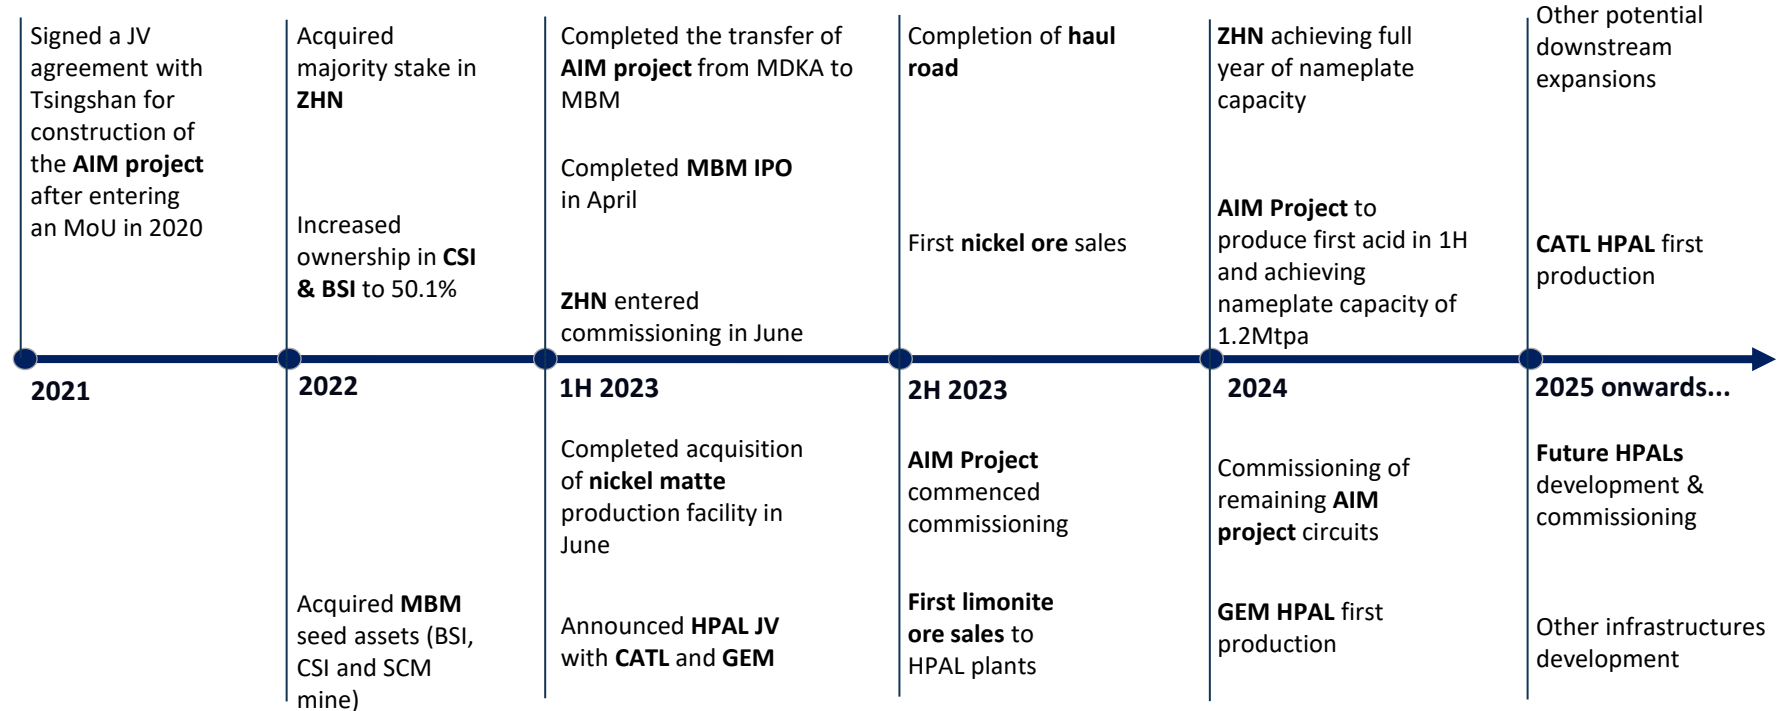 Signed a JV
agreement with
Tsingshan for
construction of
the AIM project
after entering
an MoU in 2020
2021
Acquired
majority stake in
ZHN
Increased
ownership in CSI
& BSI to 50.1%
2022
Acquired MBM
seed assets (BSI,
CSI and SCM
mine)
Completed the transfer of
AIM project from MDKA to
MBM
Completed MBM IPO
in April
ZHN entered
commissioning in June
1H 2023
Completed acquisition
of nickel matte
production facility in
June
Announced HPAL JV
with CATL and GEM
Completion of haul
road
First nickel ore sales
2H 2023
AIM Project
commenced
commissioning
First limonite
ore sales to
HPAL plants
ZHN achieving full
year of nameplate
capacity
AIM Project to
produce first acid in 1H
and achieving
nameplate capacity of
1.2Mtpa
2024
Commissioning of
remaining AIM
project circuits
GEM HPAL first
production
Other potential
downstream
expansions
CATL HPAL first
production
2025 onwards...
Future HPALs
development &
commissioning
Other infrastructures
development